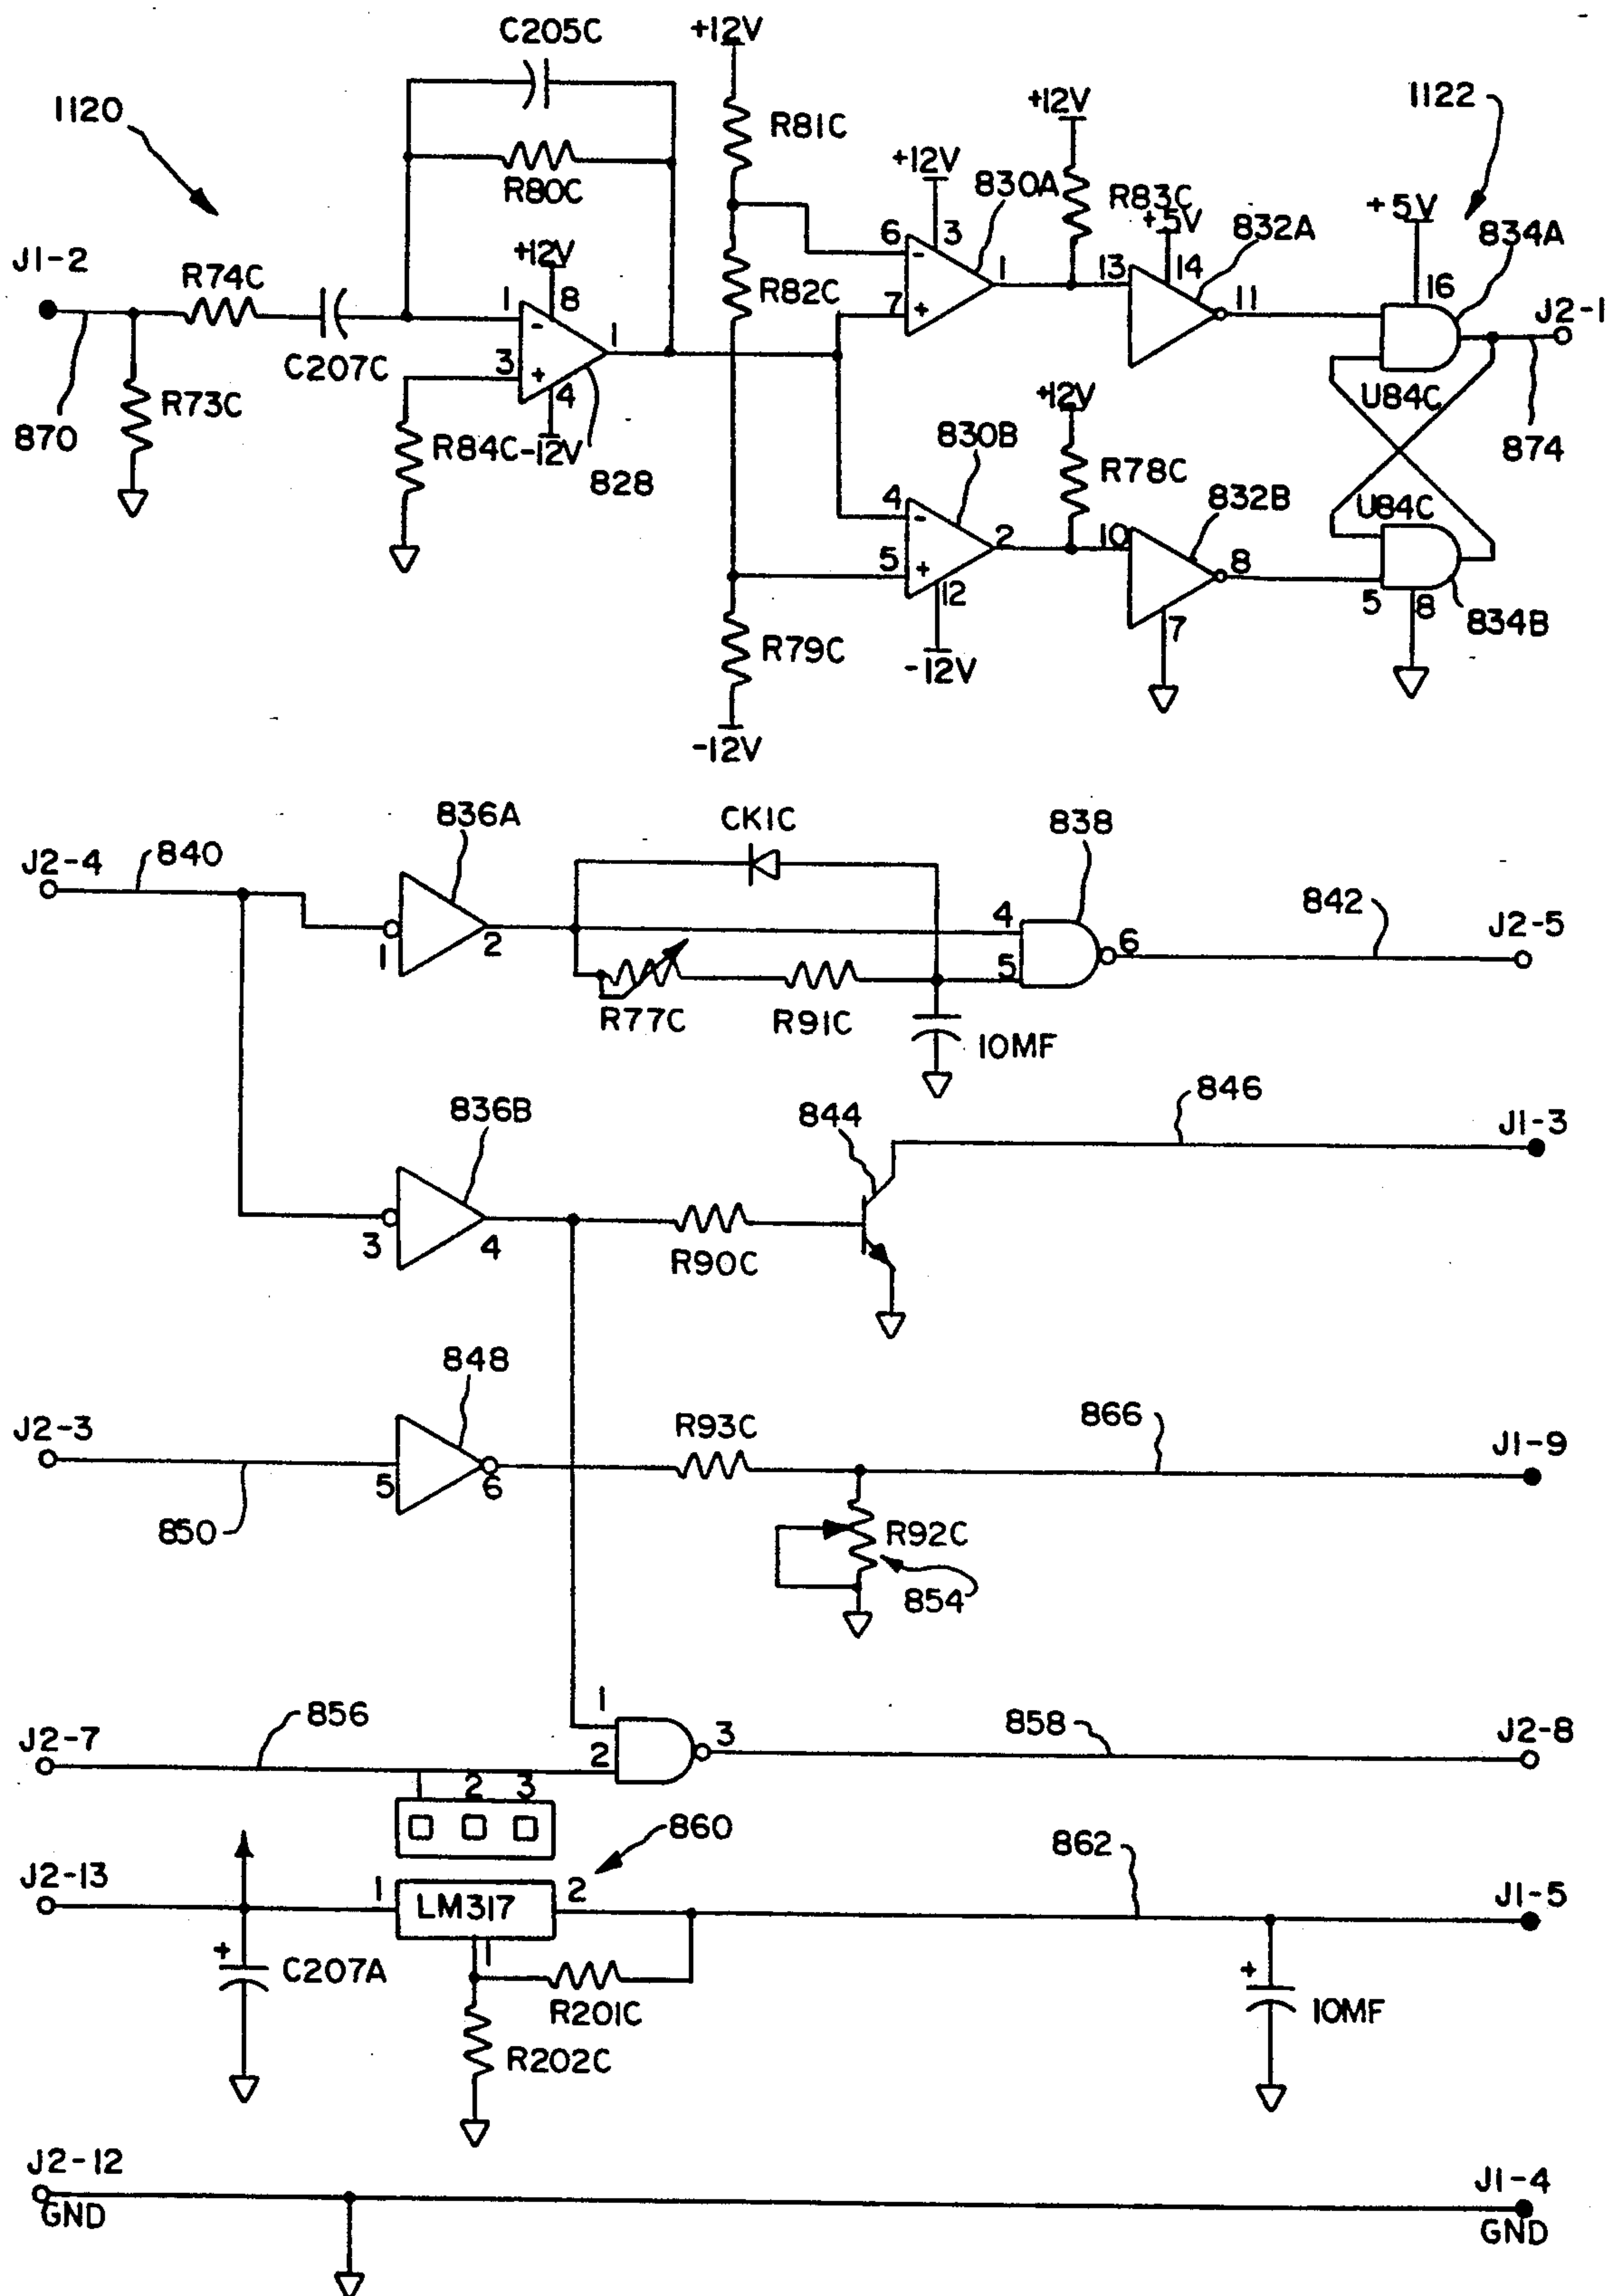 C205C
+12V
1120
R81C
+12V
1122
R80C
+12V
830A
R83C
+5V
832A
+5V
834A
J1-2
R74C
+12V
6
3
1
13
14
11
16
J2-1
1
8
R82C
7
C207C
3
1
4
U84C
R73C
870
R84C
-12V
828
830B
+12V
R78C
874
U84C
832B
4
2
10
5
8
12
5
8
834B
R79C
7
-12V
-12V
836A
CK1C
838
J2-4
840
842
J2-5
4
6
1
2
5
R77C
R91C
10MF
836B
844
846
J1-3
3
4
R90C
848
J2-3
R93C
866
J1-9
5
6
850
R92C
854
J2-7
856
1
3
858
J2-8
2
2
3
860
J2-13
1
LM317
2
862
J1-5
+
C207A
1
R201C
+
10MF
R202C
J2-12
GND
J1-4
GND